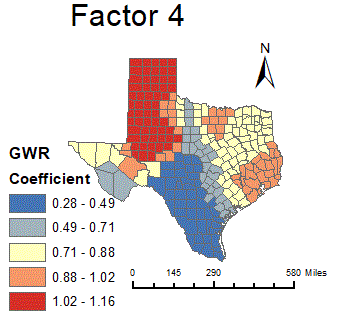 Factor 4
N
GWR
Coefficient
0.28 - 0.49
0.49 - 0.71
0.71 - 0.88
0.88 - 1.02
1.02 - 1.16
0 145 290 580 Miles